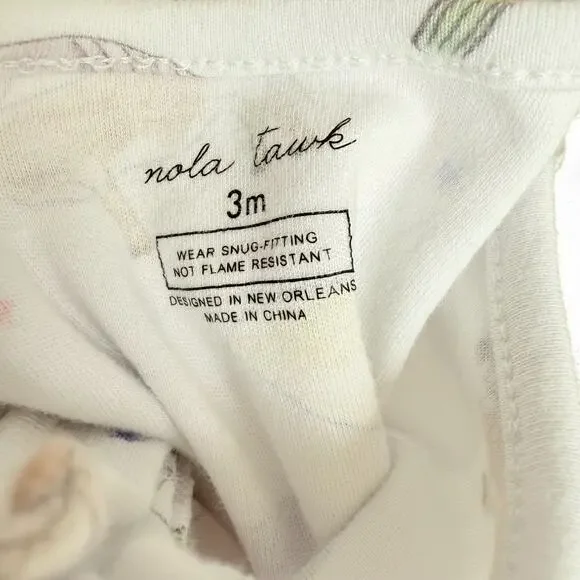 nola tawk
3m
WEAR SNUG-FITTING
NOT FLAME RESISTANT
DESIGNED IN NEW ORLEANS
MADE IN CHINA